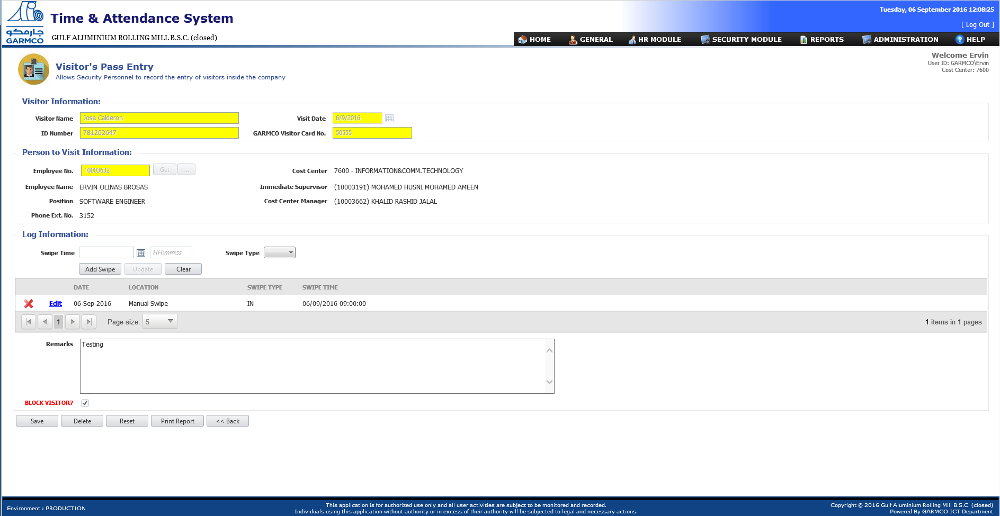 Tuesday, 06 September 2016 12:08:25
Time & Attendance System
[ Log Out ]
جارمكو
GARMCO
GULF ALUMINIUM ROLLING MILL B.S.C. (closed)
HOME GENERAL HR MODULE SECURITY MODULE REPORTS ADMINISTRATION HELP
Welcome Ervin
User ID: GARMCO\Ervin
Cost Center: 7600
Visitor's Pass Entry
Allows Security Personnel to record the entry of visitors inside the company
Visitor Information:
Visitor Name Jose Calderon Visit Date 6/9/2016
ID Number 781202647 GARMCO Visitor Card No. 50555
Person to Visit Information:
Employee No. 10003632 Get ... Cost Center 7600 - INFORMATION&COMM.TECHNOLOGY
Employee Name ERVIN OLINAS BROSAS Immediate Supervisor (10003191) MOHAMED HUSNI MOHAMED AMEEN
Position SOFTWARE ENGINEER Cost Center Manager (10003662) KHALID RASHID JALAL
Phone Ext. No. 3152
Log Information:
Swipe Time HH:mm:ss Swipe Type
Add Swipe Update Clear
DATE LOCATION SWIPE TYPE SWIPE TIME
Edit 06-Sep-2016 Manual Swipe IN 06/09/2016 09:00:00
1 Page size: 5 1 items in 1 pages
Remarks Testing
BLOCK VISITOR?
Save Delete Reset Print Report << Back
Environment : PRODUCTION
This application is for authorized use only and all user activities are subject to be monitored and recorded.
Individuals using this application without authority or in excess of their authority will be subjected to legal and necessary actions.
Copyright © 2016 Gulf Aluminium Rolling Mill B.S.C. (closed)
Powered By GARMCO ICT Department